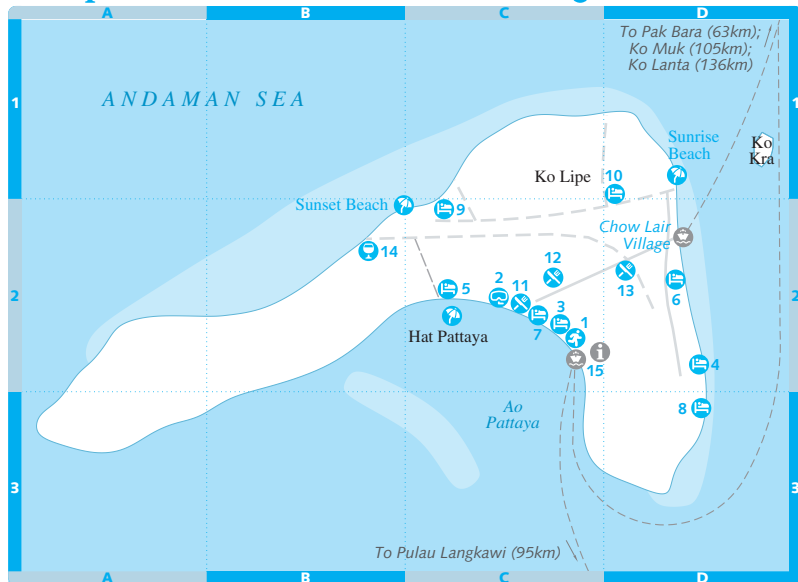 A B C D
To Pak Bara (63km);
Ko Muk (105km);
Ko Lanta (136km)
1 1
ANDAMAN SEA
Sunrise
Beach
Ko
Kra
Ko Lipe
10
Sunset Beach
9
Chow Lair
Village
14
12
13
2 2
5
2
11
3
1
6
7
Hat Pattaya
15
4
8
Ao
Pattaya
3 3
To Pulau Langkawi (95km)
A B C D